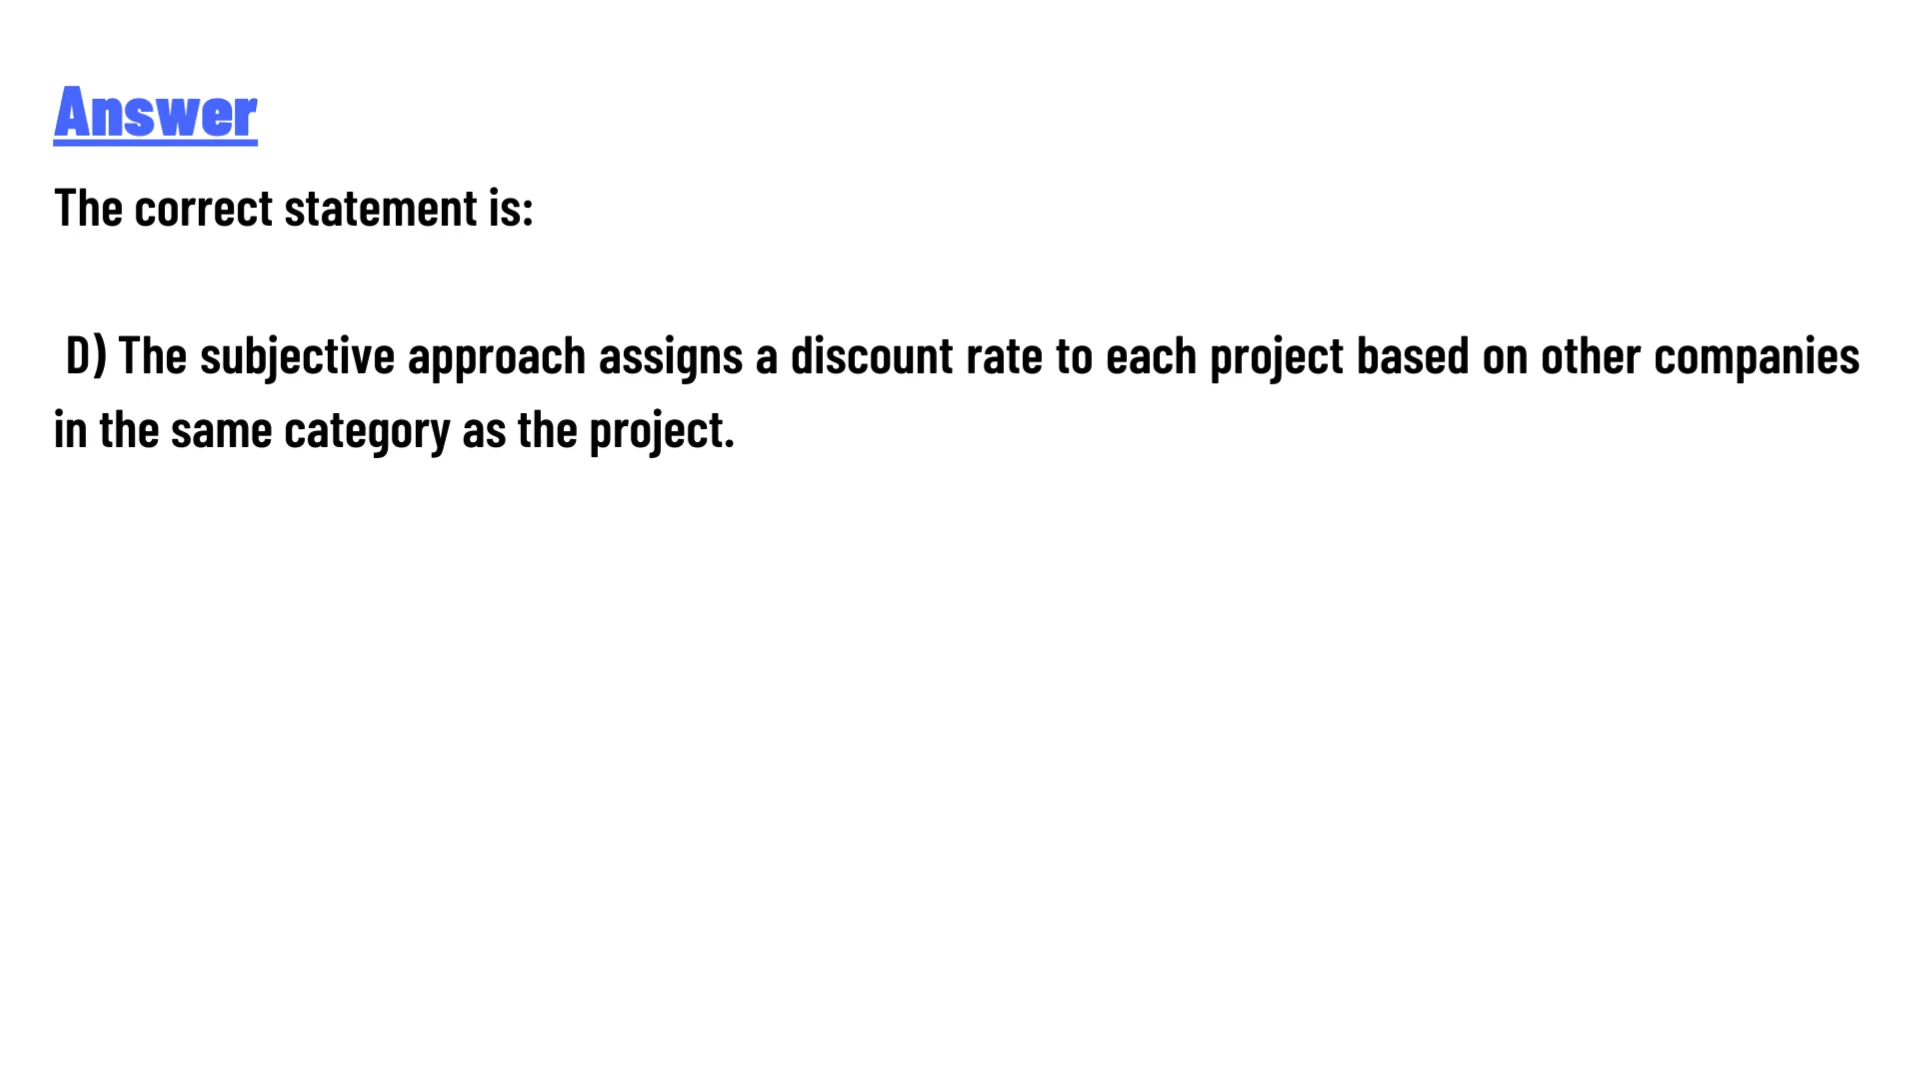 Answer
The correct statement is:
D) The subjective approach assigns a discount rate to each project based on other companies
in the same category as the project.